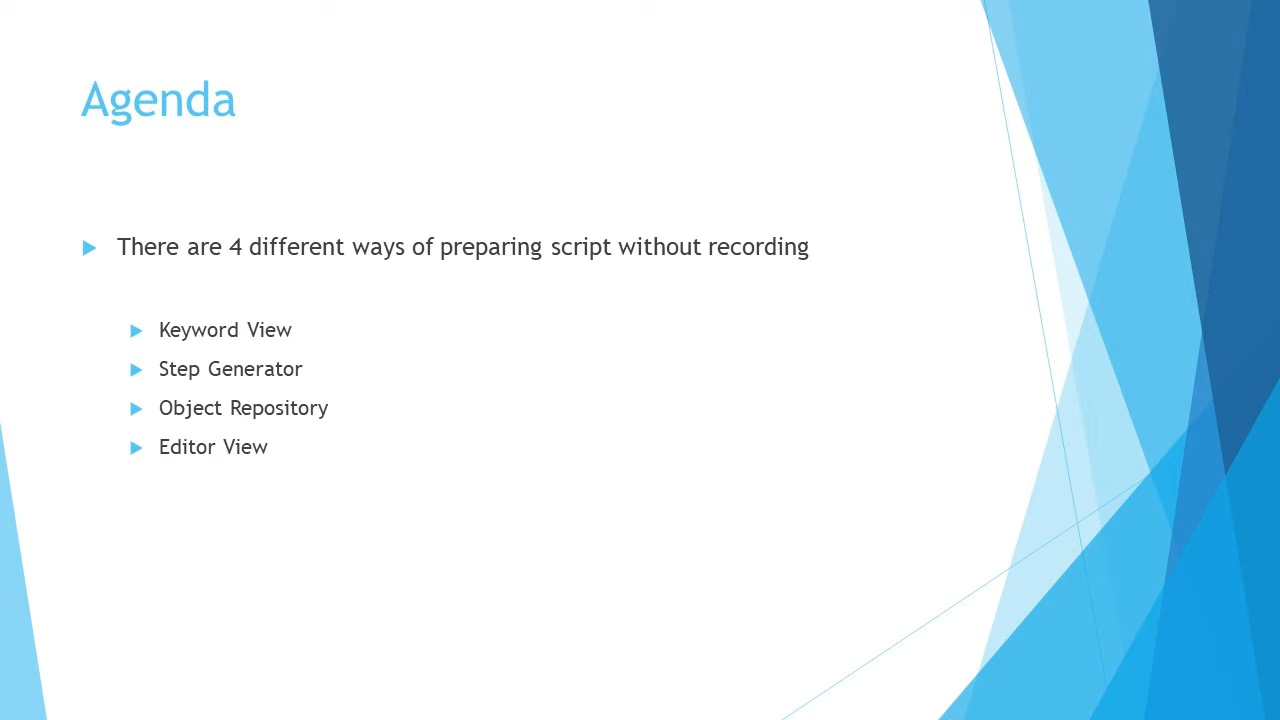 Agenda
There are 4 different ways of preparing script without recording
Keyword View
Step Generator
Object Repository
Editor View